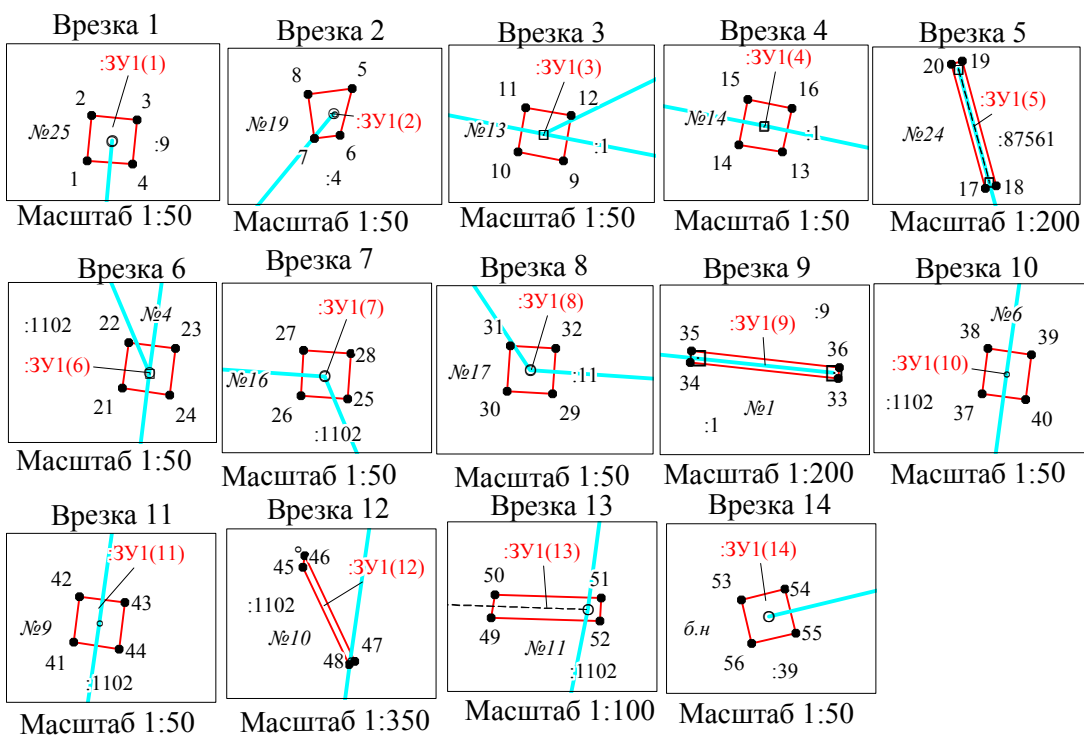 Врезка 1
:ЗУ1(1)
2
3
№25
:9
1
4
Масштаб 1:50
Врезка 2
8
5
№19
:ЗУ1(2)
7
6
:4
Масштаб 1:50
Врезка 3
:ЗУ1(3)
11
12
№13
:1
10
9
Масштаб 1:50
Врезка 4
:ЗУ1(4)
15
16
№14
:1
14
13
Масштаб 1:50
Врезка 5
20
19
:ЗУ1(5)
№24
:87561
17
18
Масштаб 1:200
Врезка 6
№4
:1102
22
23
:ЗУ1(6)
21
24
Масштаб 1:50
Врезка 7
:ЗУ1(7)
27
28
№16
26
25
:1102
Масштаб 1:50
Врезка 8
:ЗУ1(8)
31
32
№17
:11
30
29
Масштаб 1:50
Врезка 9
:9
35
:ЗУ1(9)
36
34
33
№1
:1
Масштаб 1:200
Врезка 10
№6
38
39
:ЗУ1(10)
:1102
37
40
Масштаб 1:50
Врезка 11
:ЗУ1(11)
42
43
№9
41
44
:1102
Масштаб 1:50
Врезка 12
46
45
:ЗУ1(12)
:1102
№10
47
48
Масштаб 1:350
Врезка 13
:ЗУ1(13)
50
51
49
52
№11
:1102
Масштаб 1:100
Врезка 14
:ЗУ1(14)
53
54
б.н
55
56
:39
Масштаб 1:50